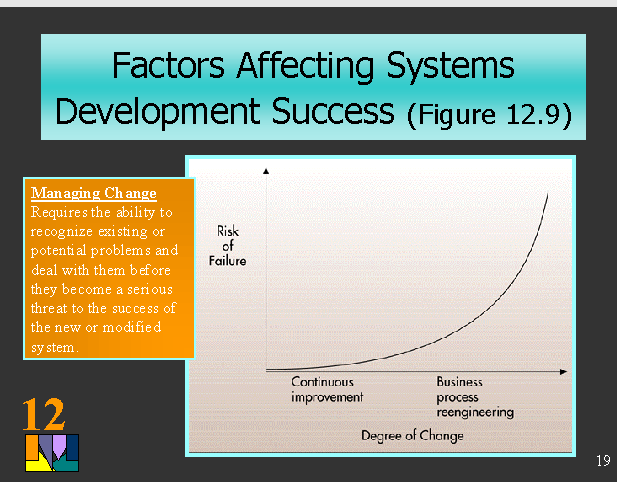 Factors Affecting Systems
Development Success (Figure 12.9)
Managing Change
Requires the ability to
recognize existing or
potential problems and
deal with them before
they become a serious
threat to the success of
the new or modified
system.
Risk
of
Failure
Continuous
improvement
Business
process
reengineering
Degree of Change
12
19